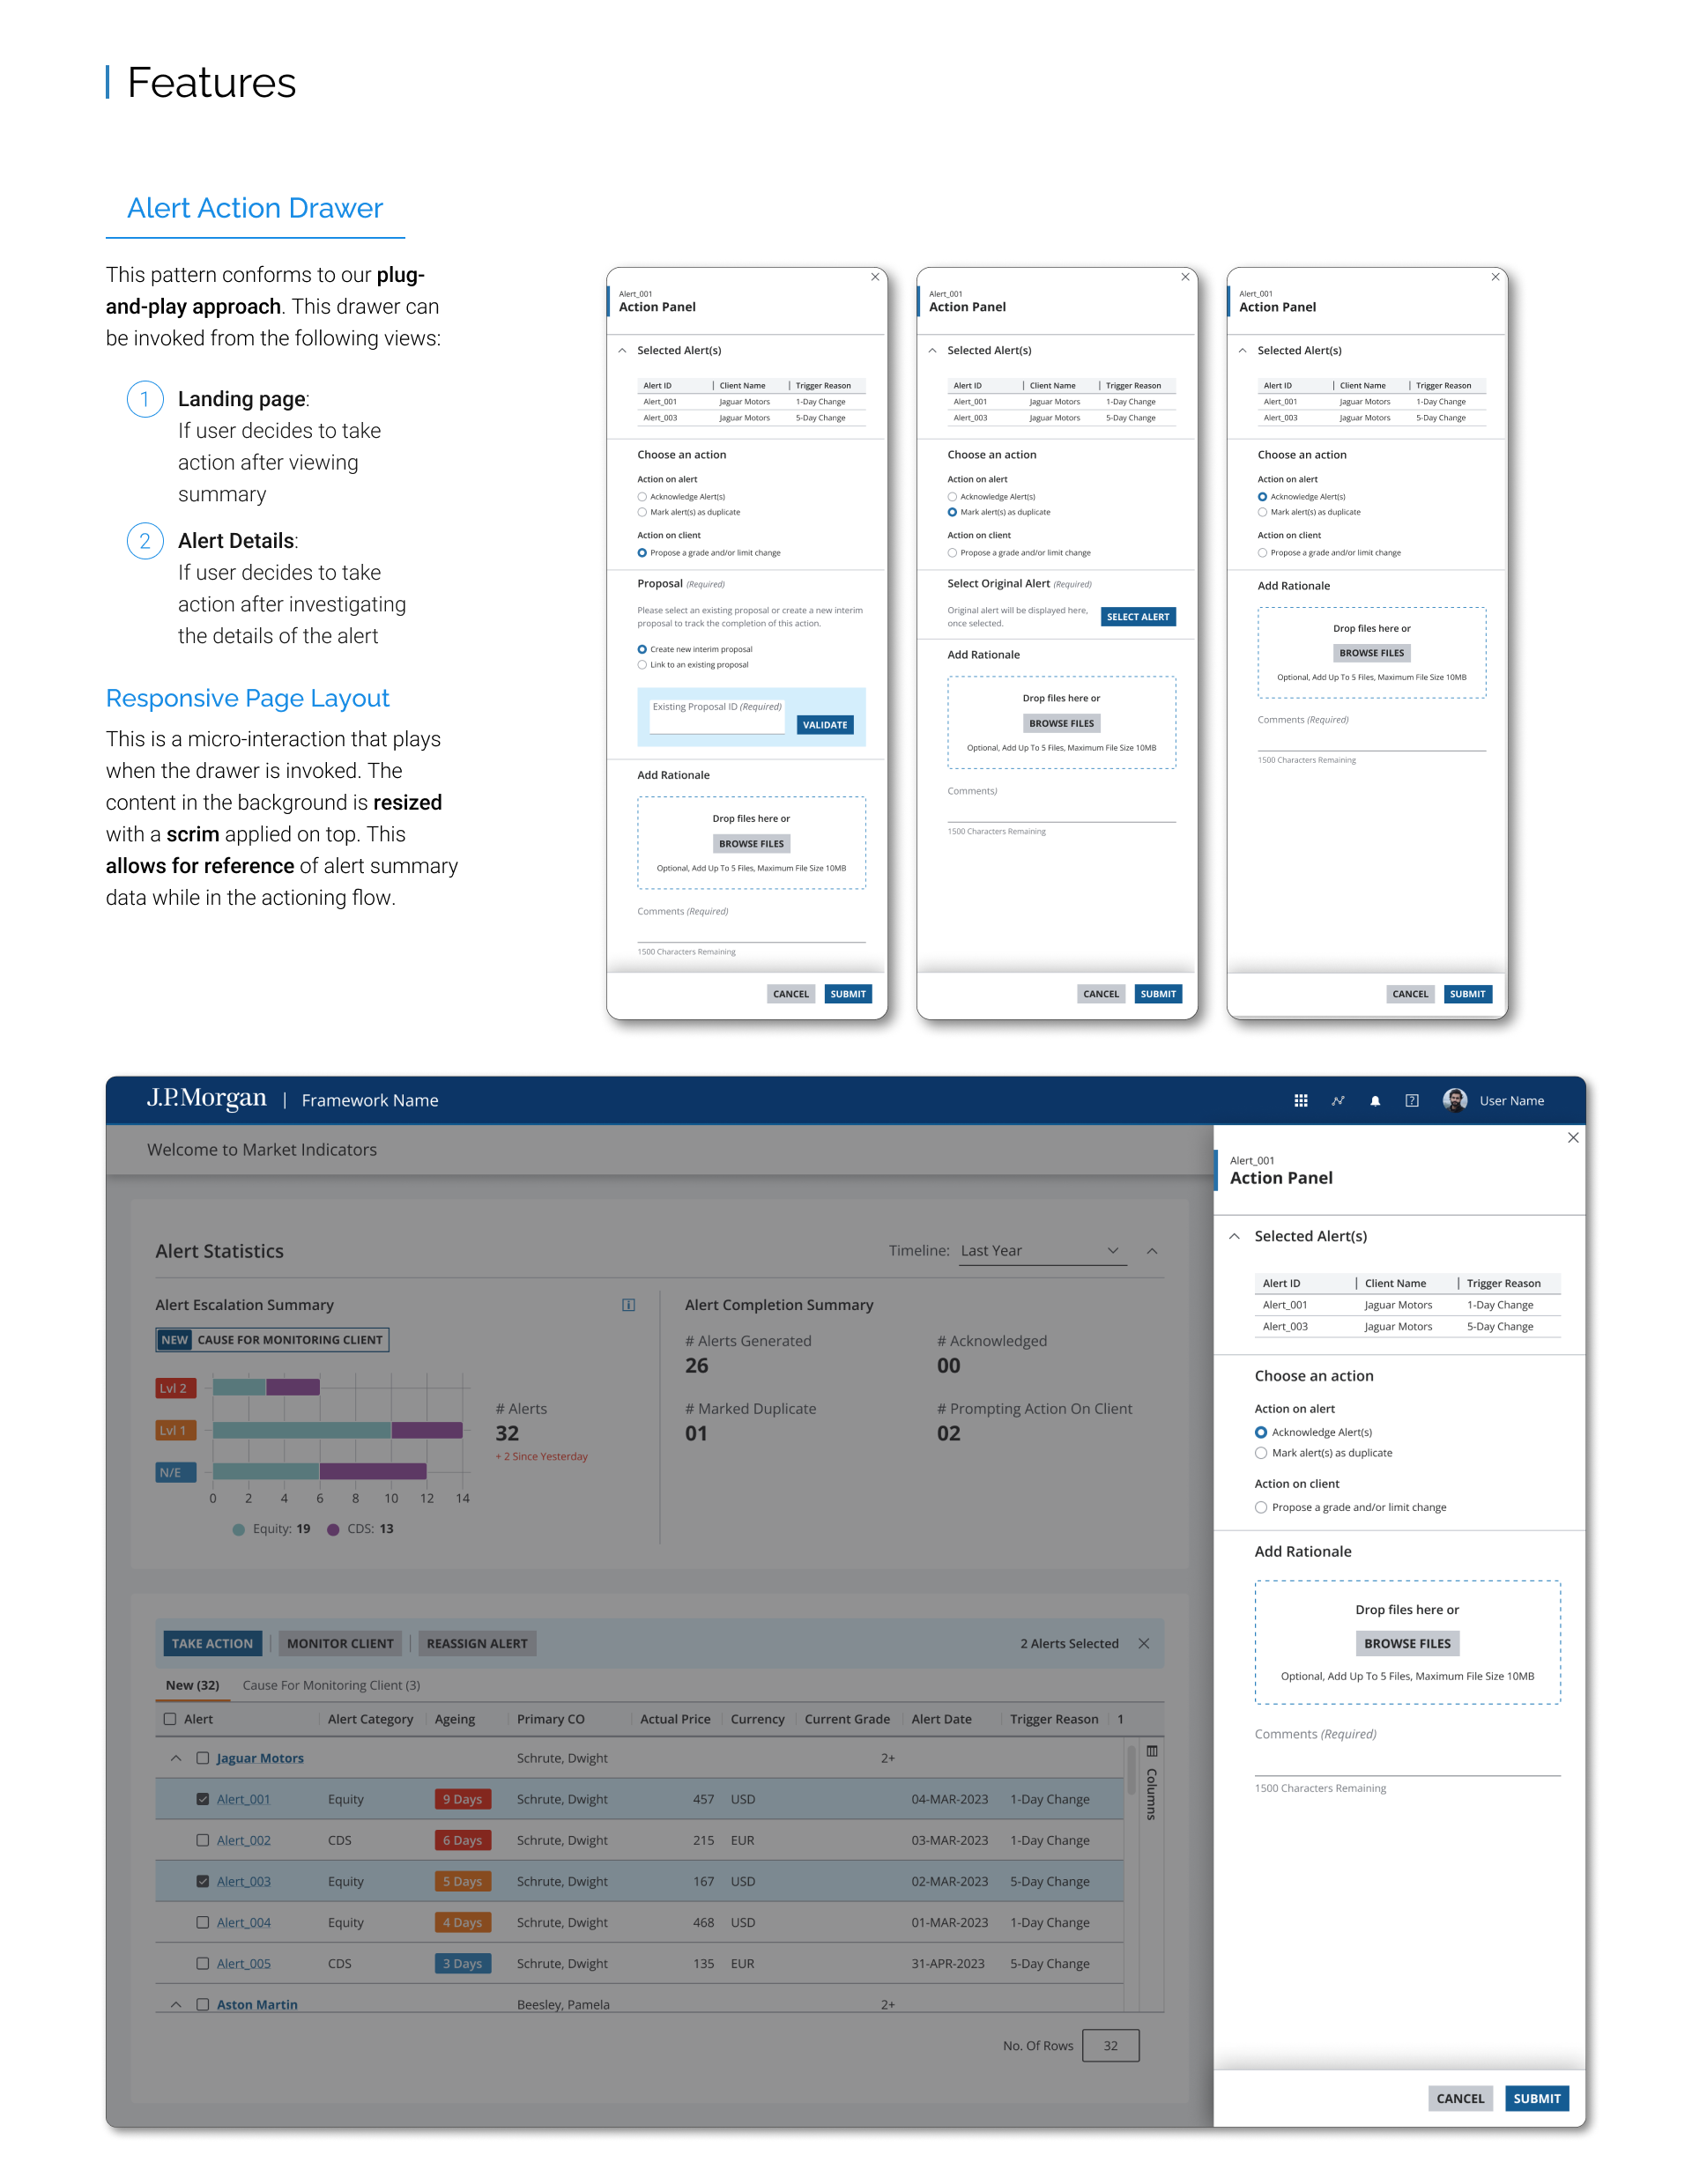 Features
Alert Action Drawer
This pattern conforms to our plug-
and-play approach. This drawer can
be invoked from the following views:
1
Landing page:
If user decides to take
action after viewing
summary
2
Alert Details:
If user decides to take
action after investigating
the details of the alert
Responsive Page Layout
This is a micro-interaction that plays
when the drawer is invoked. The
content in the background is resized
with a scrim applied on top. This
allows for reference of alert summary
data while in the actioning flow.
Alert_001
Action Panel
Selected Alert(s)
Alert ID Client Name Trigger Reason
Alert_001 Jaguar Motors 1-Day Change
Alert_003 Jaguar Motors 5-Day Change
Choose an action
Action on alert
Acknowledge Alert(s)
Mark alert(s) as duplicate
Action on client
Propose a grade and/or limit change
Proposal (Required)
Please select an existing proposal or create a new interim
proposal to track the completion of this action.
Create new interim proposal
Link to an existing proposal
Existing Proposal ID (Required)
VALIDATE
Add Rationale
Drop files here or
BROWSE FILES
Optional, Add Up To 5 Files, Maximum File Size 10MB
Comments (Required)
1500 Characters Remaining
CANCEL SUBMIT
Alert_001
Action Panel
Selected Alert(s)
Alert ID Client Name Trigger Reason
Alert_001 Jaguar Motors 1-Day Change
Alert_003 Jaguar Motors 5-Day Change
Choose an action
Action on alert
Acknowledge Alert(s)
Mark alert(s) as duplicate
Action on client
Propose a grade and/or limit change
Select Original Alert (Required)
Original alert will be displayed here,
once selected.
SELECT ALERT
Add Rationale
Drop files here or
BROWSE FILES
Optional, Add Up To 5 Files, Maximum File Size 10MB
Comments)
1500 Characters Remaining
CANCEL SUBMIT
Alert_001
Action Panel
Selected Alert(s)
Alert ID Client Name Trigger Reason
Alert_001 Jaguar Motors 1-Day Change
Alert_003 Jaguar Motors 5-Day Change
Choose an action
Action on alert
Acknowledge Alert(s)
Mark alert(s) as duplicate
Action on client
Propose a grade and/or limit change
Add Rationale
Drop files here or
BROWSE FILES
Optional, Add Up To 5 Files, Maximum File Size 10MB
Comments (Required)
1500 Characters Remaining
CANCEL SUBMIT
J.P.Morgan | Framework Name
? User Name
Welcome to Market Indicators
Alert Statistics
Timeline: Last Year
Alert Escalation Summary
i
NEW CAUSE FOR MONITORING CLIENT
Lvl 2
Lvl 1
N/E
0 2 4 6 8 10 12 14
Equity: 19 CDS: 13
# Alerts
32
+ 2 Since Yesterday
Alert Completion Summary
# Alerts Generated
26
# Acknowledged
00
# Marked Duplicate
01
# Prompting Action On Client
02
TAKE ACTION MONITOR CLIENT REASSIGN ALERT 2 Alerts Selected
New (32) Cause For Monitoring Client (3)
Alert Alert Category Ageing Primary CO Actual Price Currency Current Grade Alert Date Trigger Reason 1
Jaguar Motors Schrute, Dwight 2+
Alert_001 Equity 9 Days Schrute, Dwight 457 USD 04-MAR-2023 1-Day Change
Alert_002 CDS 6 Days Schrute, Dwight 215 EUR 03-MAR-2023 1-Day Change
Alert_003 Equity 5 Days Schrute, Dwight 167 USD 02-MAR-2023 5-Day Change
Alert_004 Equity 4 Days Schrute, Dwight 468 USD 01-MAR-2023 1-Day Change
Alert_005 CDS 3 Days Schrute, Dwight 135 EUR 31-APR-2023 5-Day Change
Aston Martin Beesley, Pamela 2+
Columns
No. Of Rows 32
Alert_001
Action Panel
Selected Alert(s)
Alert ID Client Name Trigger Reason
Alert_001 Jaguar Motors 1-Day Change
Alert_003 Jaguar Motors 5-Day Change
Choose an action
Action on alert
Acknowledge Alert(s)
Mark alert(s) as duplicate
Action on client
Propose a grade and/or limit change
Add Rationale
Drop files here or
BROWSE FILES
Optional, Add Up To 5 Files, Maximum File Size 10MB
Comments (Required)
1500 Characters Remaining
CANCEL SUBMIT